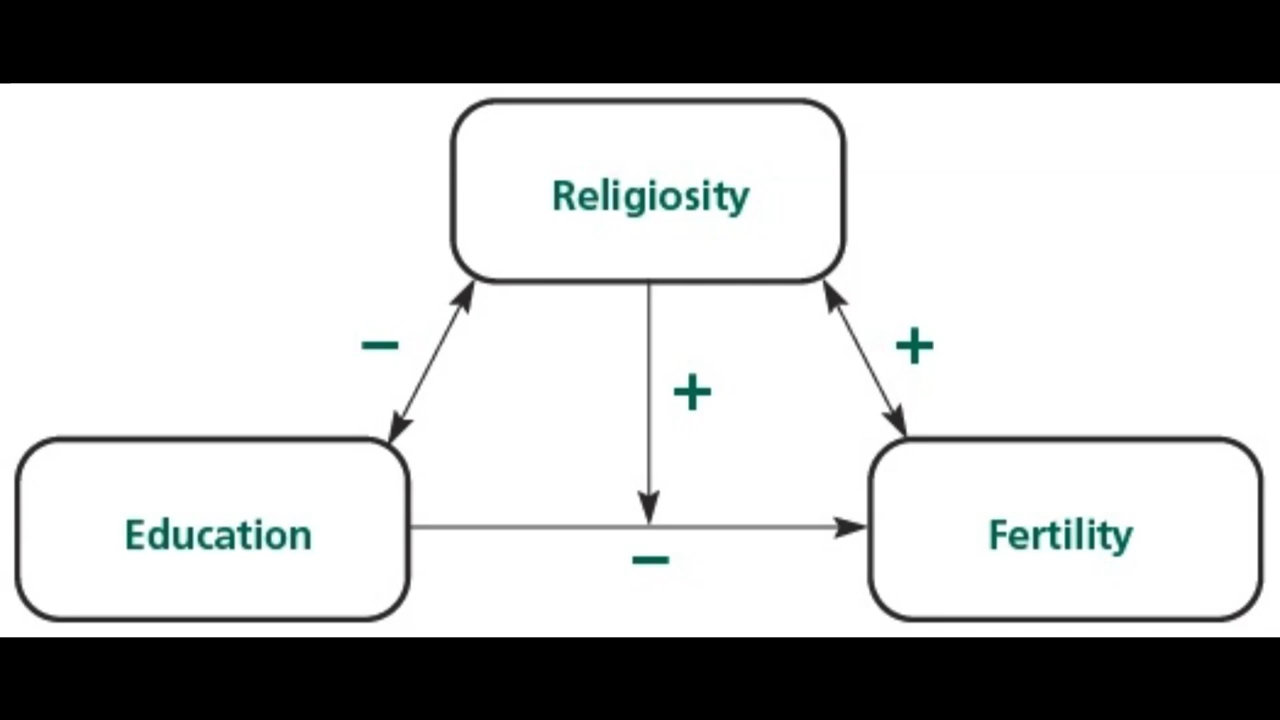 Religiosity
−
+
+
Education
Fertility
−